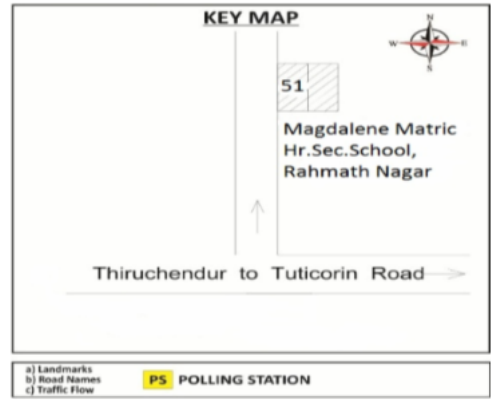 KEY MAP
N
W E
S
51
Magdalene Matric
Hr.Sec.School,
Rahmath Nagar
Thiruchendur to Tuticorin Road
a) Landmarks
b) Road Names
c) Traffic Flow
PS POLLING STATION